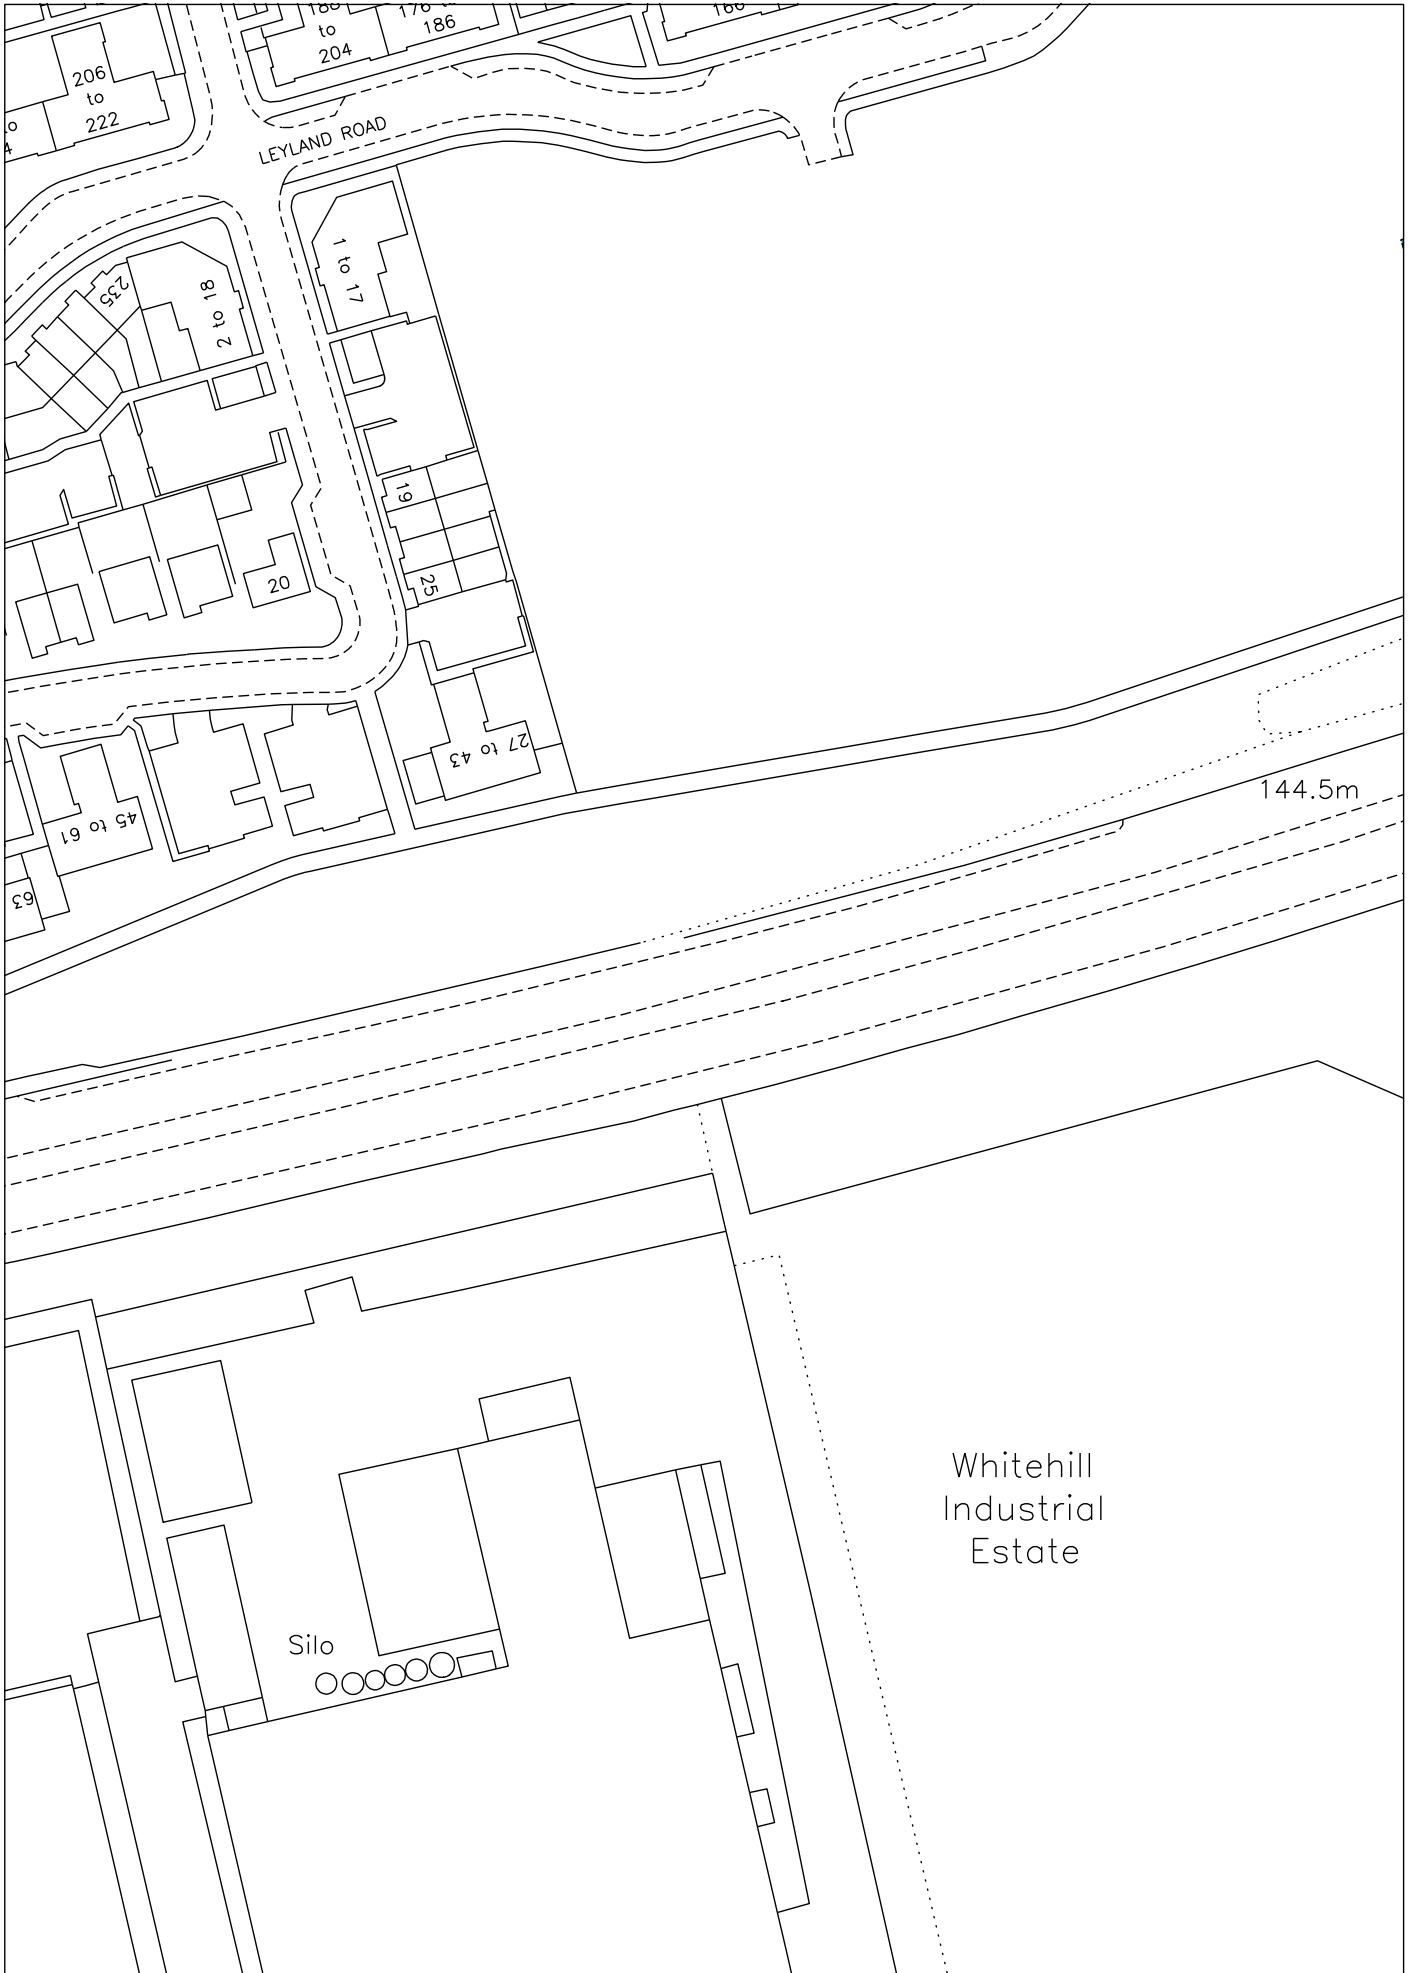 to
204
186
206
to
222
LEYLAND ROAD
1 to 17
235
2 to 18
19
25
20
27 to 43
45 to 61
63
144.5m
Whitehill
Industrial
Estate
Silo